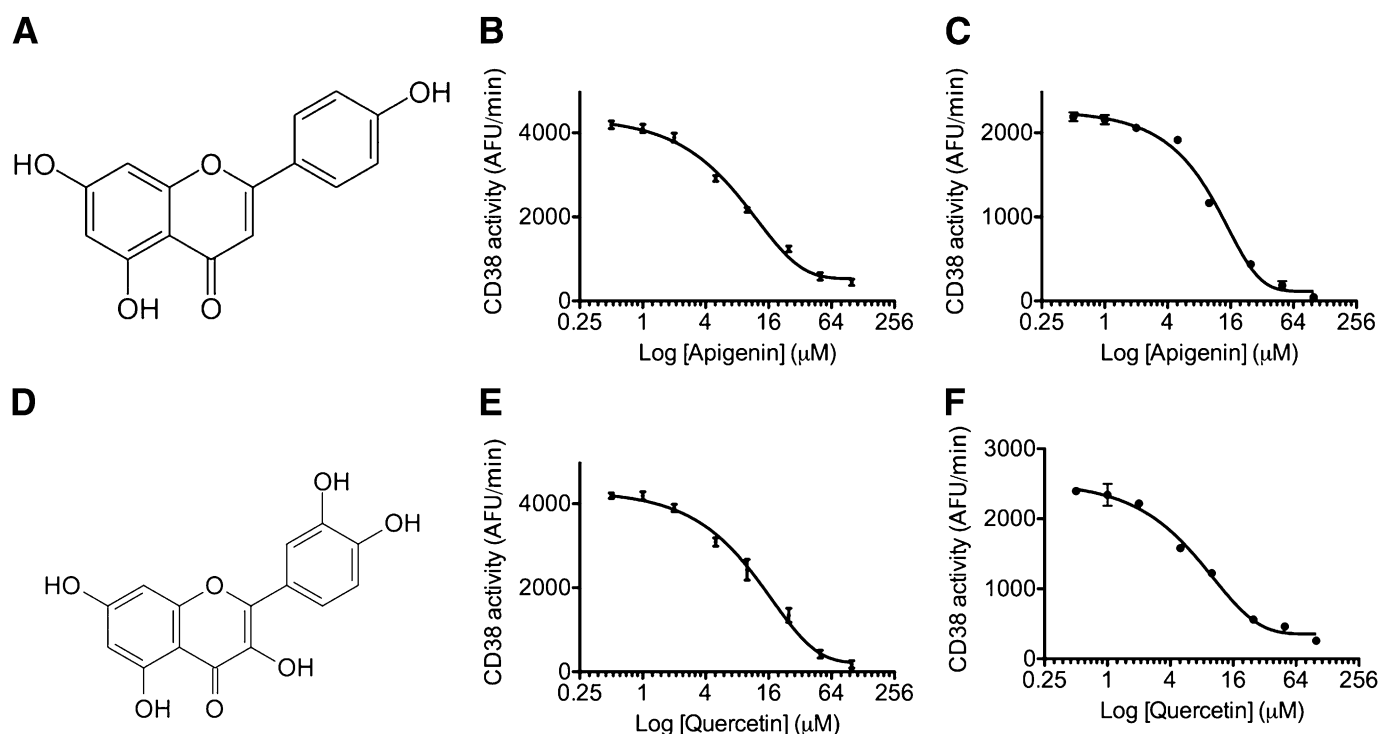 A
OH
HO
O
OH
O
B
CD38 activity (AFU/min)
4000
2000
0
0.25 1 4 16 64 256
Log [Apigenin] (μM)
C
CD38 activity (AFU/min)
2000
1000
0
0.25 1 4 16 64 256
Log [Apigenin] (μM)
D
OH
OH
HO
O
OH
OH
O
E
CD38 activity (AFU/min)
4000
2000
0
0.25 1 4 16 64 256
Log [Quercetin] (μM)
F
CD38 activity (AFU/min)
3000
2000
1000
0
0.25 1 4 16 64 256
Log [Quercetin] (μM)